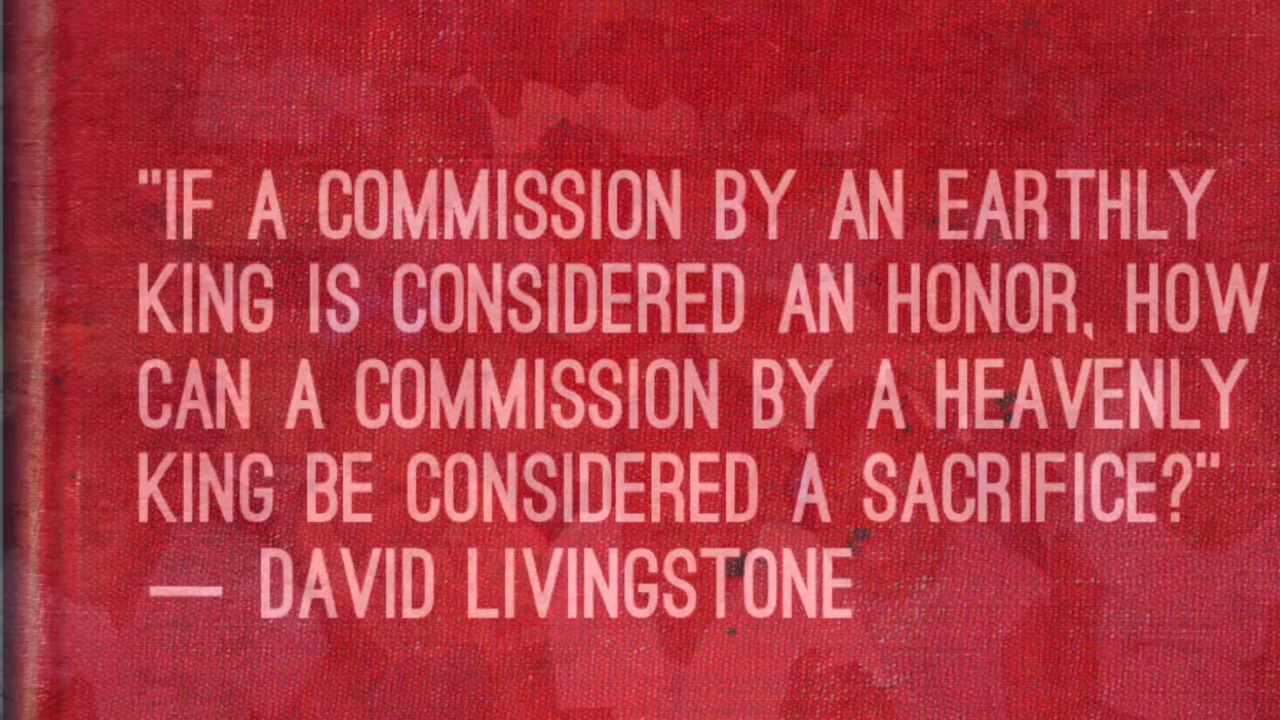 "IF A COMMISSION BY AN EARTHLY
KING IS CONSIDERED AN HONOR, HOW
CAN A COMMISSION BY A HEAVENLY
KING BE CONSIDERED A SACRIFICE?"
— DAVID LIVINGSTONE